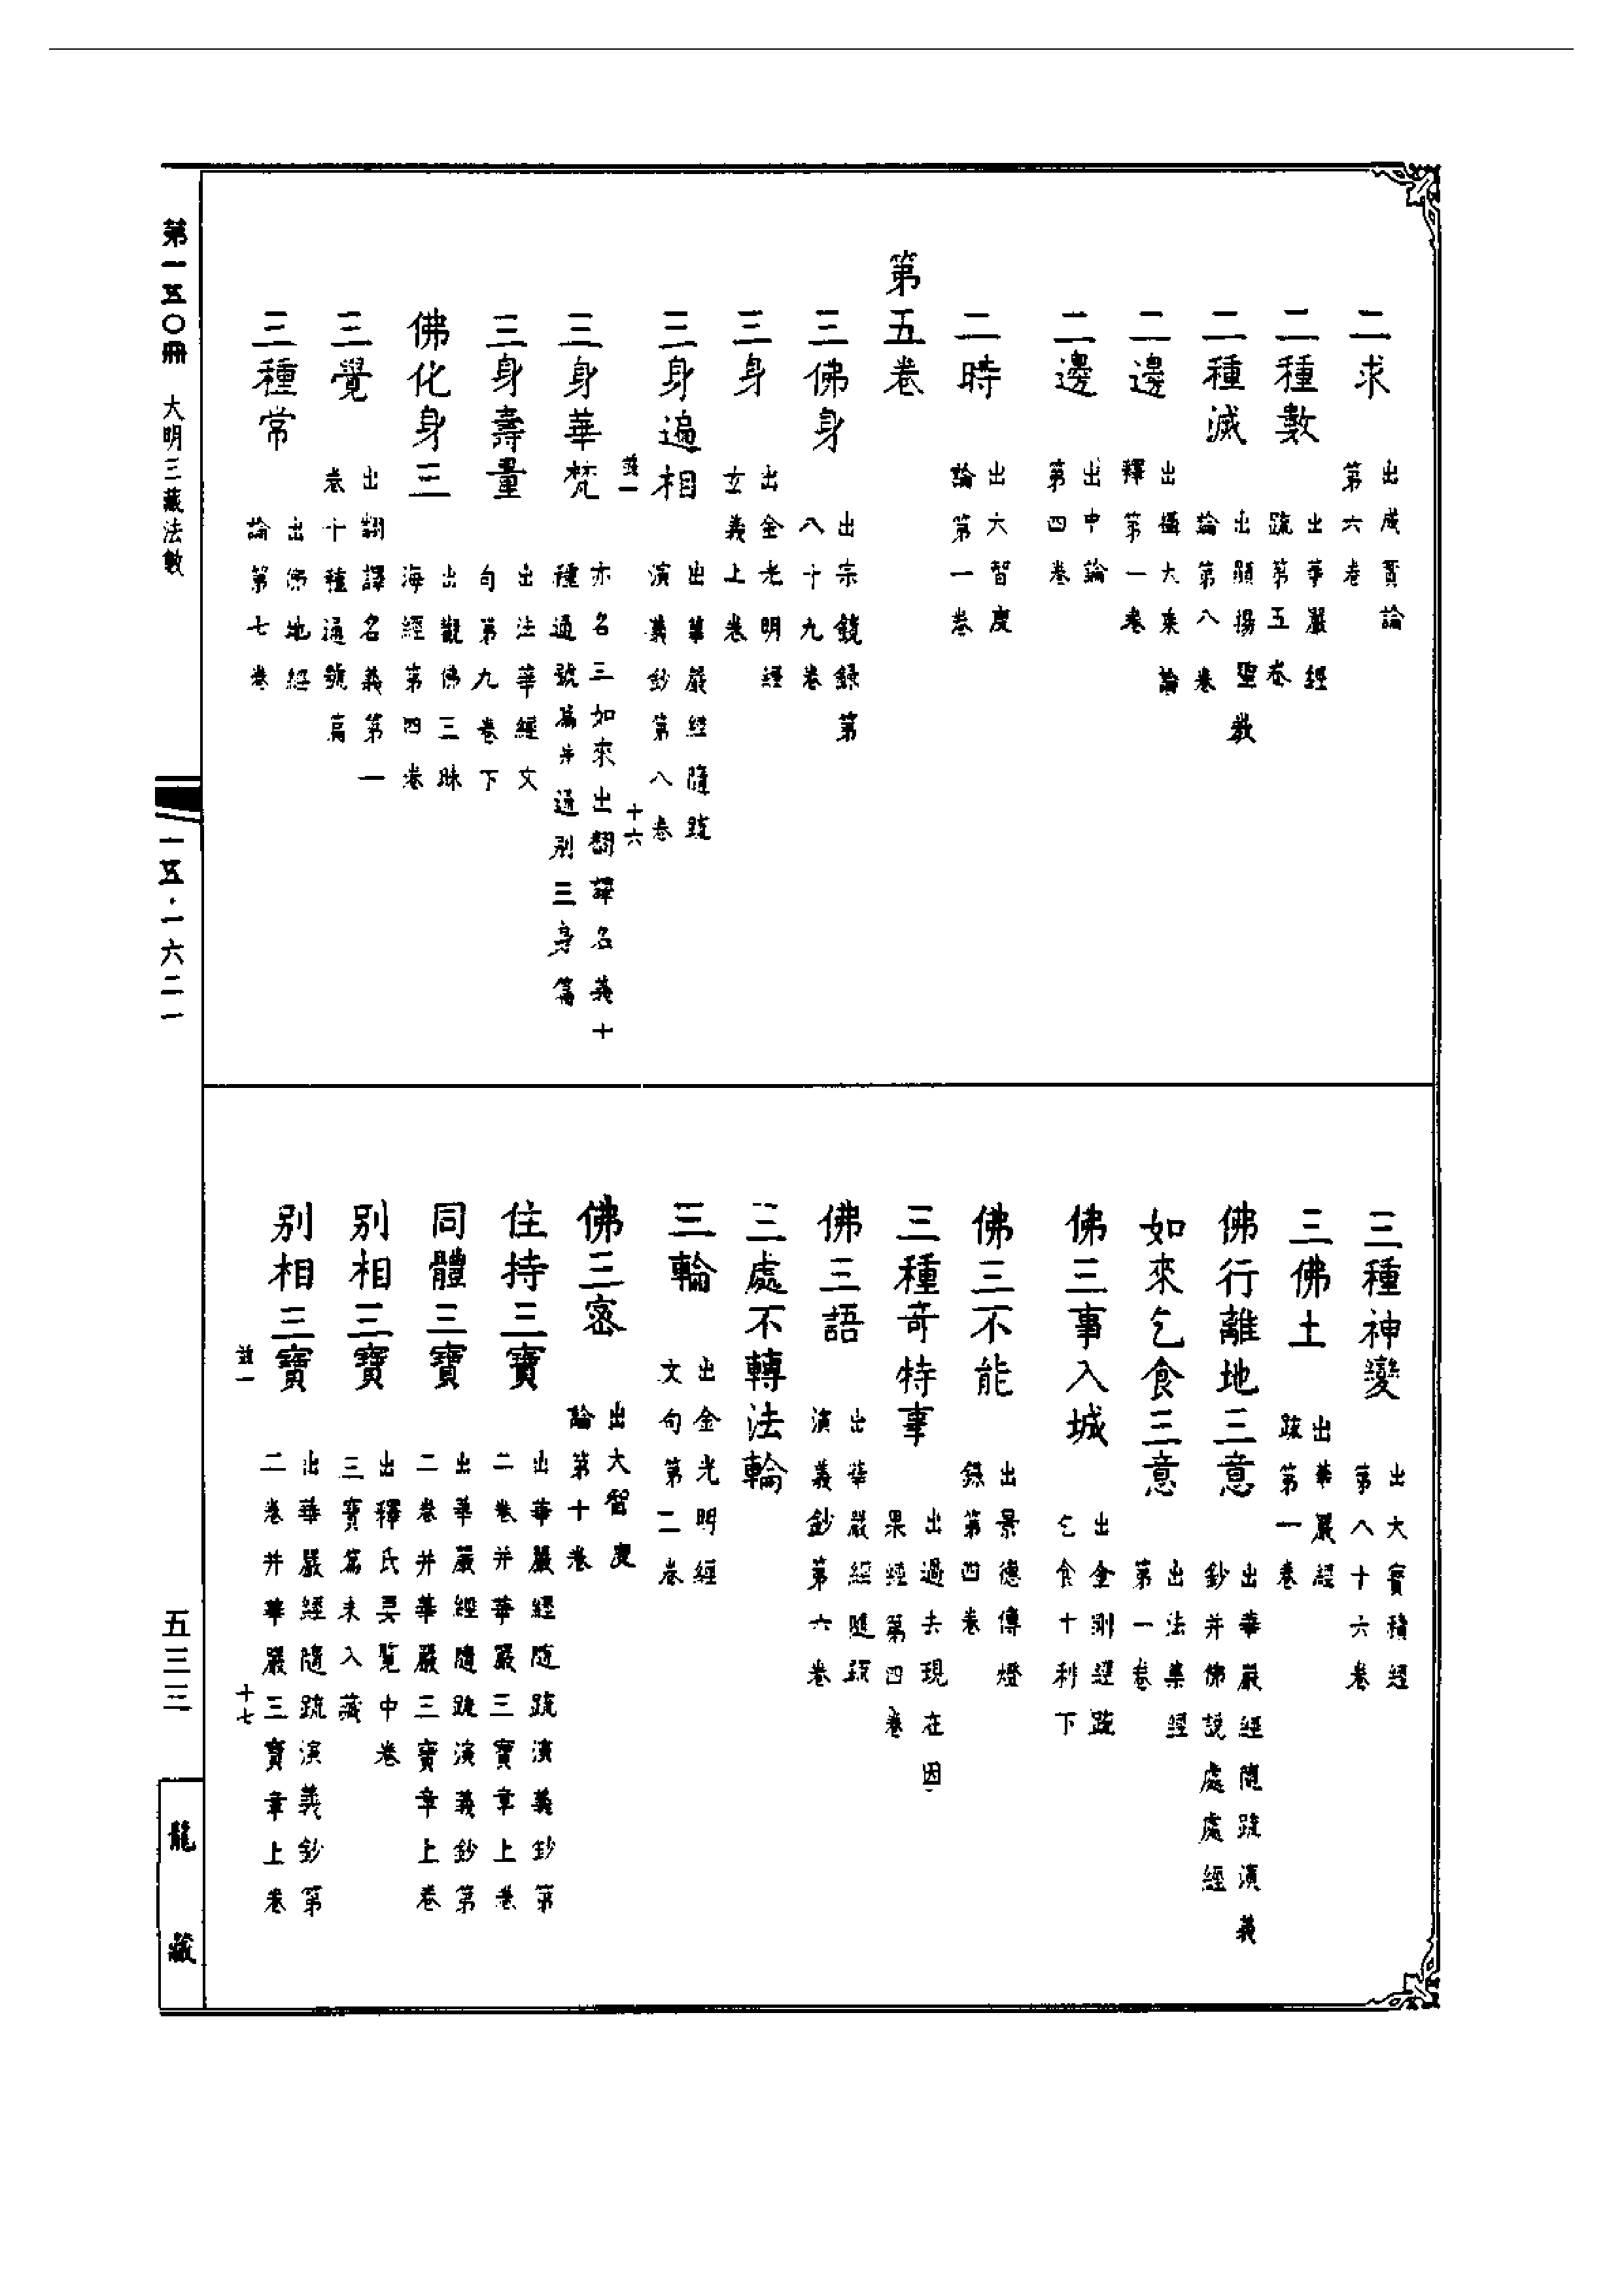 二求 出成實論第六卷
二種數 出華嚴經疏第五卷
二種滅 出顯揚聖教論第八卷
二邊 出攝大乘論釋第一卷
二邊 出中論第四卷
二時 出大智度論第一卷
第五卷
三佛身 出宗鏡録第八十九卷
三身 出金光明經玄義上卷
三身遍相 出華嚴經隨疏演義鈔第八卷
茲一 十六
三身華梵 亦名三如來出翻譯名義十種通號篇并通別三身篇
三身壽量 出法華經文句第九卷下
佛化身三 出觀佛三昧海經第四卷
三覺 出翻譯名義第一卷十種通號篇
三種常 出佛地經論第七卷
三種神變 出大寶積經第八十六卷
三佛土 出華嚴經疏第一卷
佛行離地三意 出華嚴經隨疏演義鈔并佛說處處經
如來乞食三意 出法集經第一卷
佛三事入城 出金剛經疏乞食十利下
佛三不能 出景德傳燈録第四卷
三種奇特事 出過去現在因果經第四卷
佛三語 出華嚴經隨疏演義鈔第六卷
三處不轉法輪
三輪 出金光明經文句第二卷
佛三密 出大智度論第十卷
住持三寶 出華嚴經隨疏演義鈔第二卷并華嚴三寶章上卷
同體三寶 出華嚴經隨疏演義鈔第二卷并華嚴三寶章上卷
別相三寶 出釋氏要覽中卷三寶篇未入藏
別相三寶 出華嚴經隨疏演義鈔第二卷并華嚴三寶章上卷
茲一 十七
第一五〇冊 大明三藏法數
一五·一六二一
五三三
龍藏